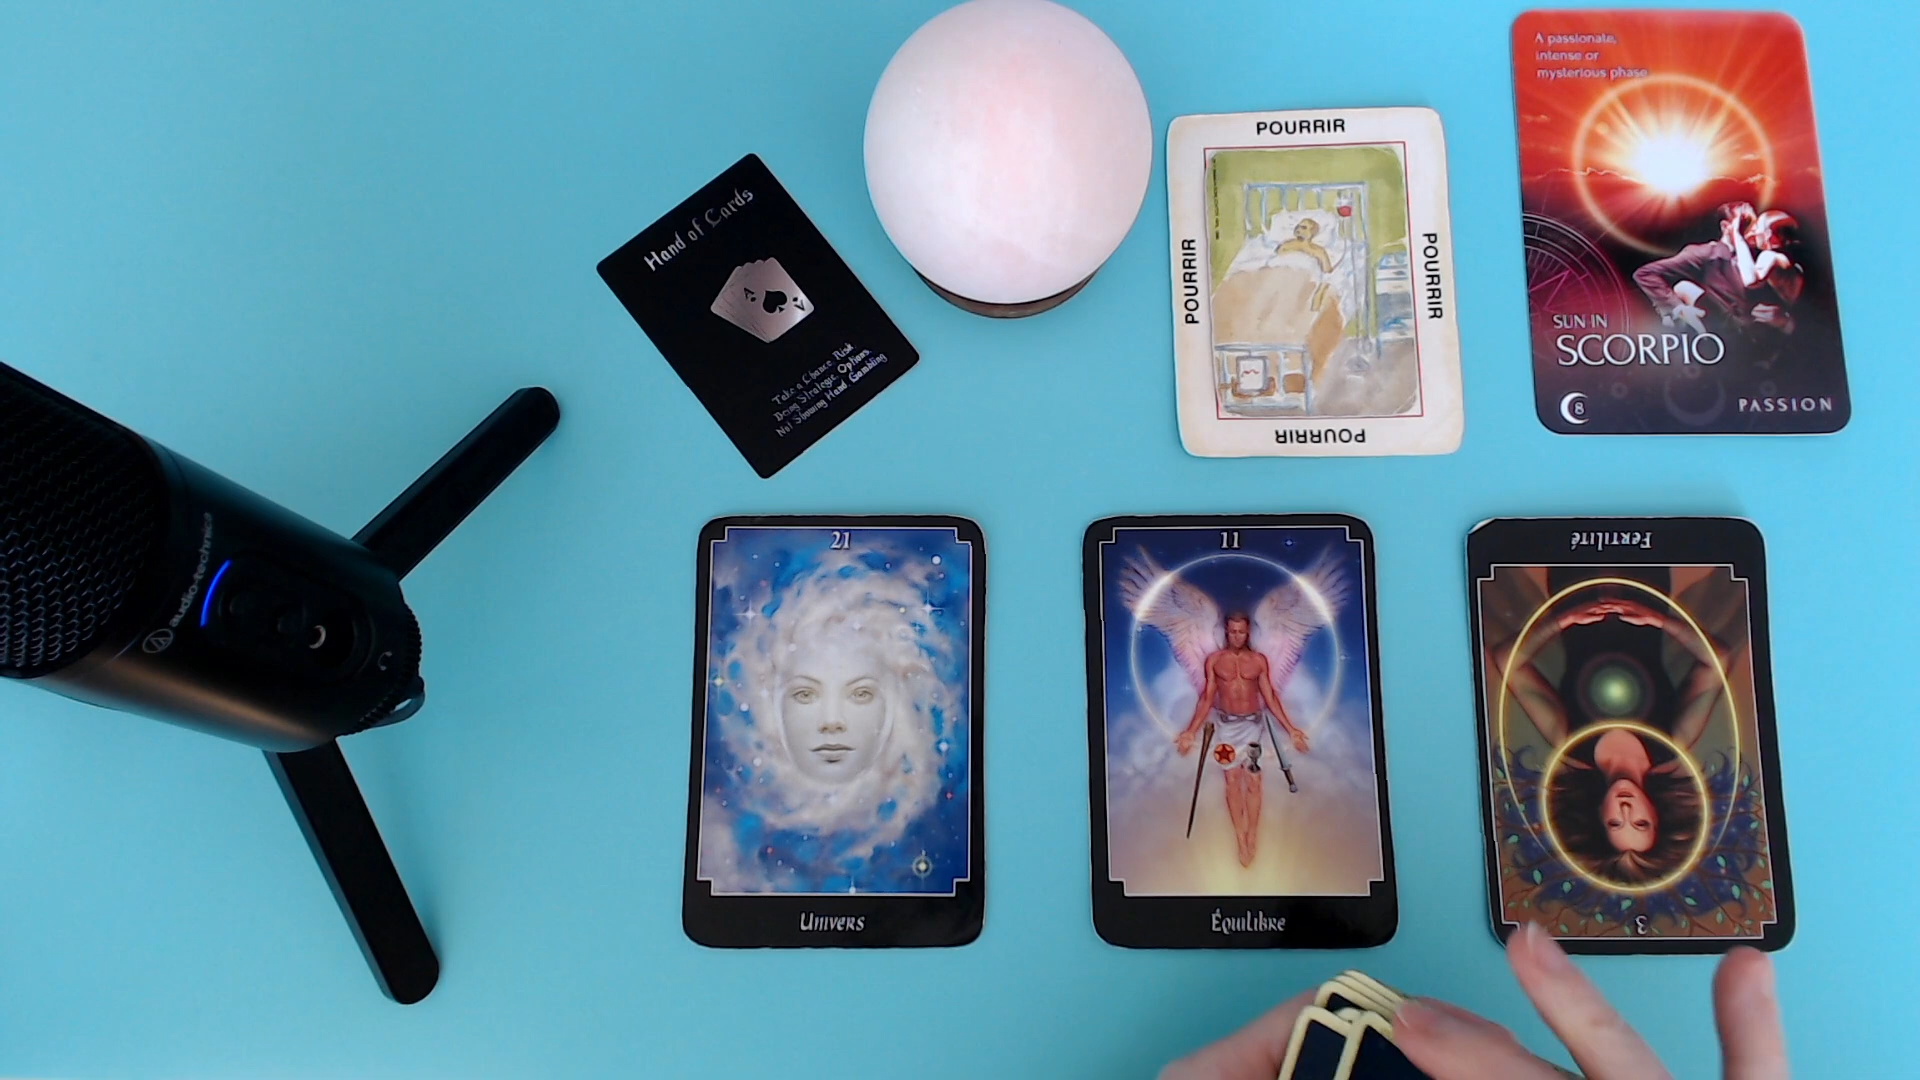 Hand of Cards
A
A
Take a Chance, Risk
Being Strategic, Options,
Not Showing Hand, Gambling
POURRIR
POURRIR
POURRIR
POURRIR
A passionate,
intense or
mysterious phase
SUN IN
SCORPIO
8
PASSION
audio-technica
21
Univers
11
Équilibre
Fertilité
3